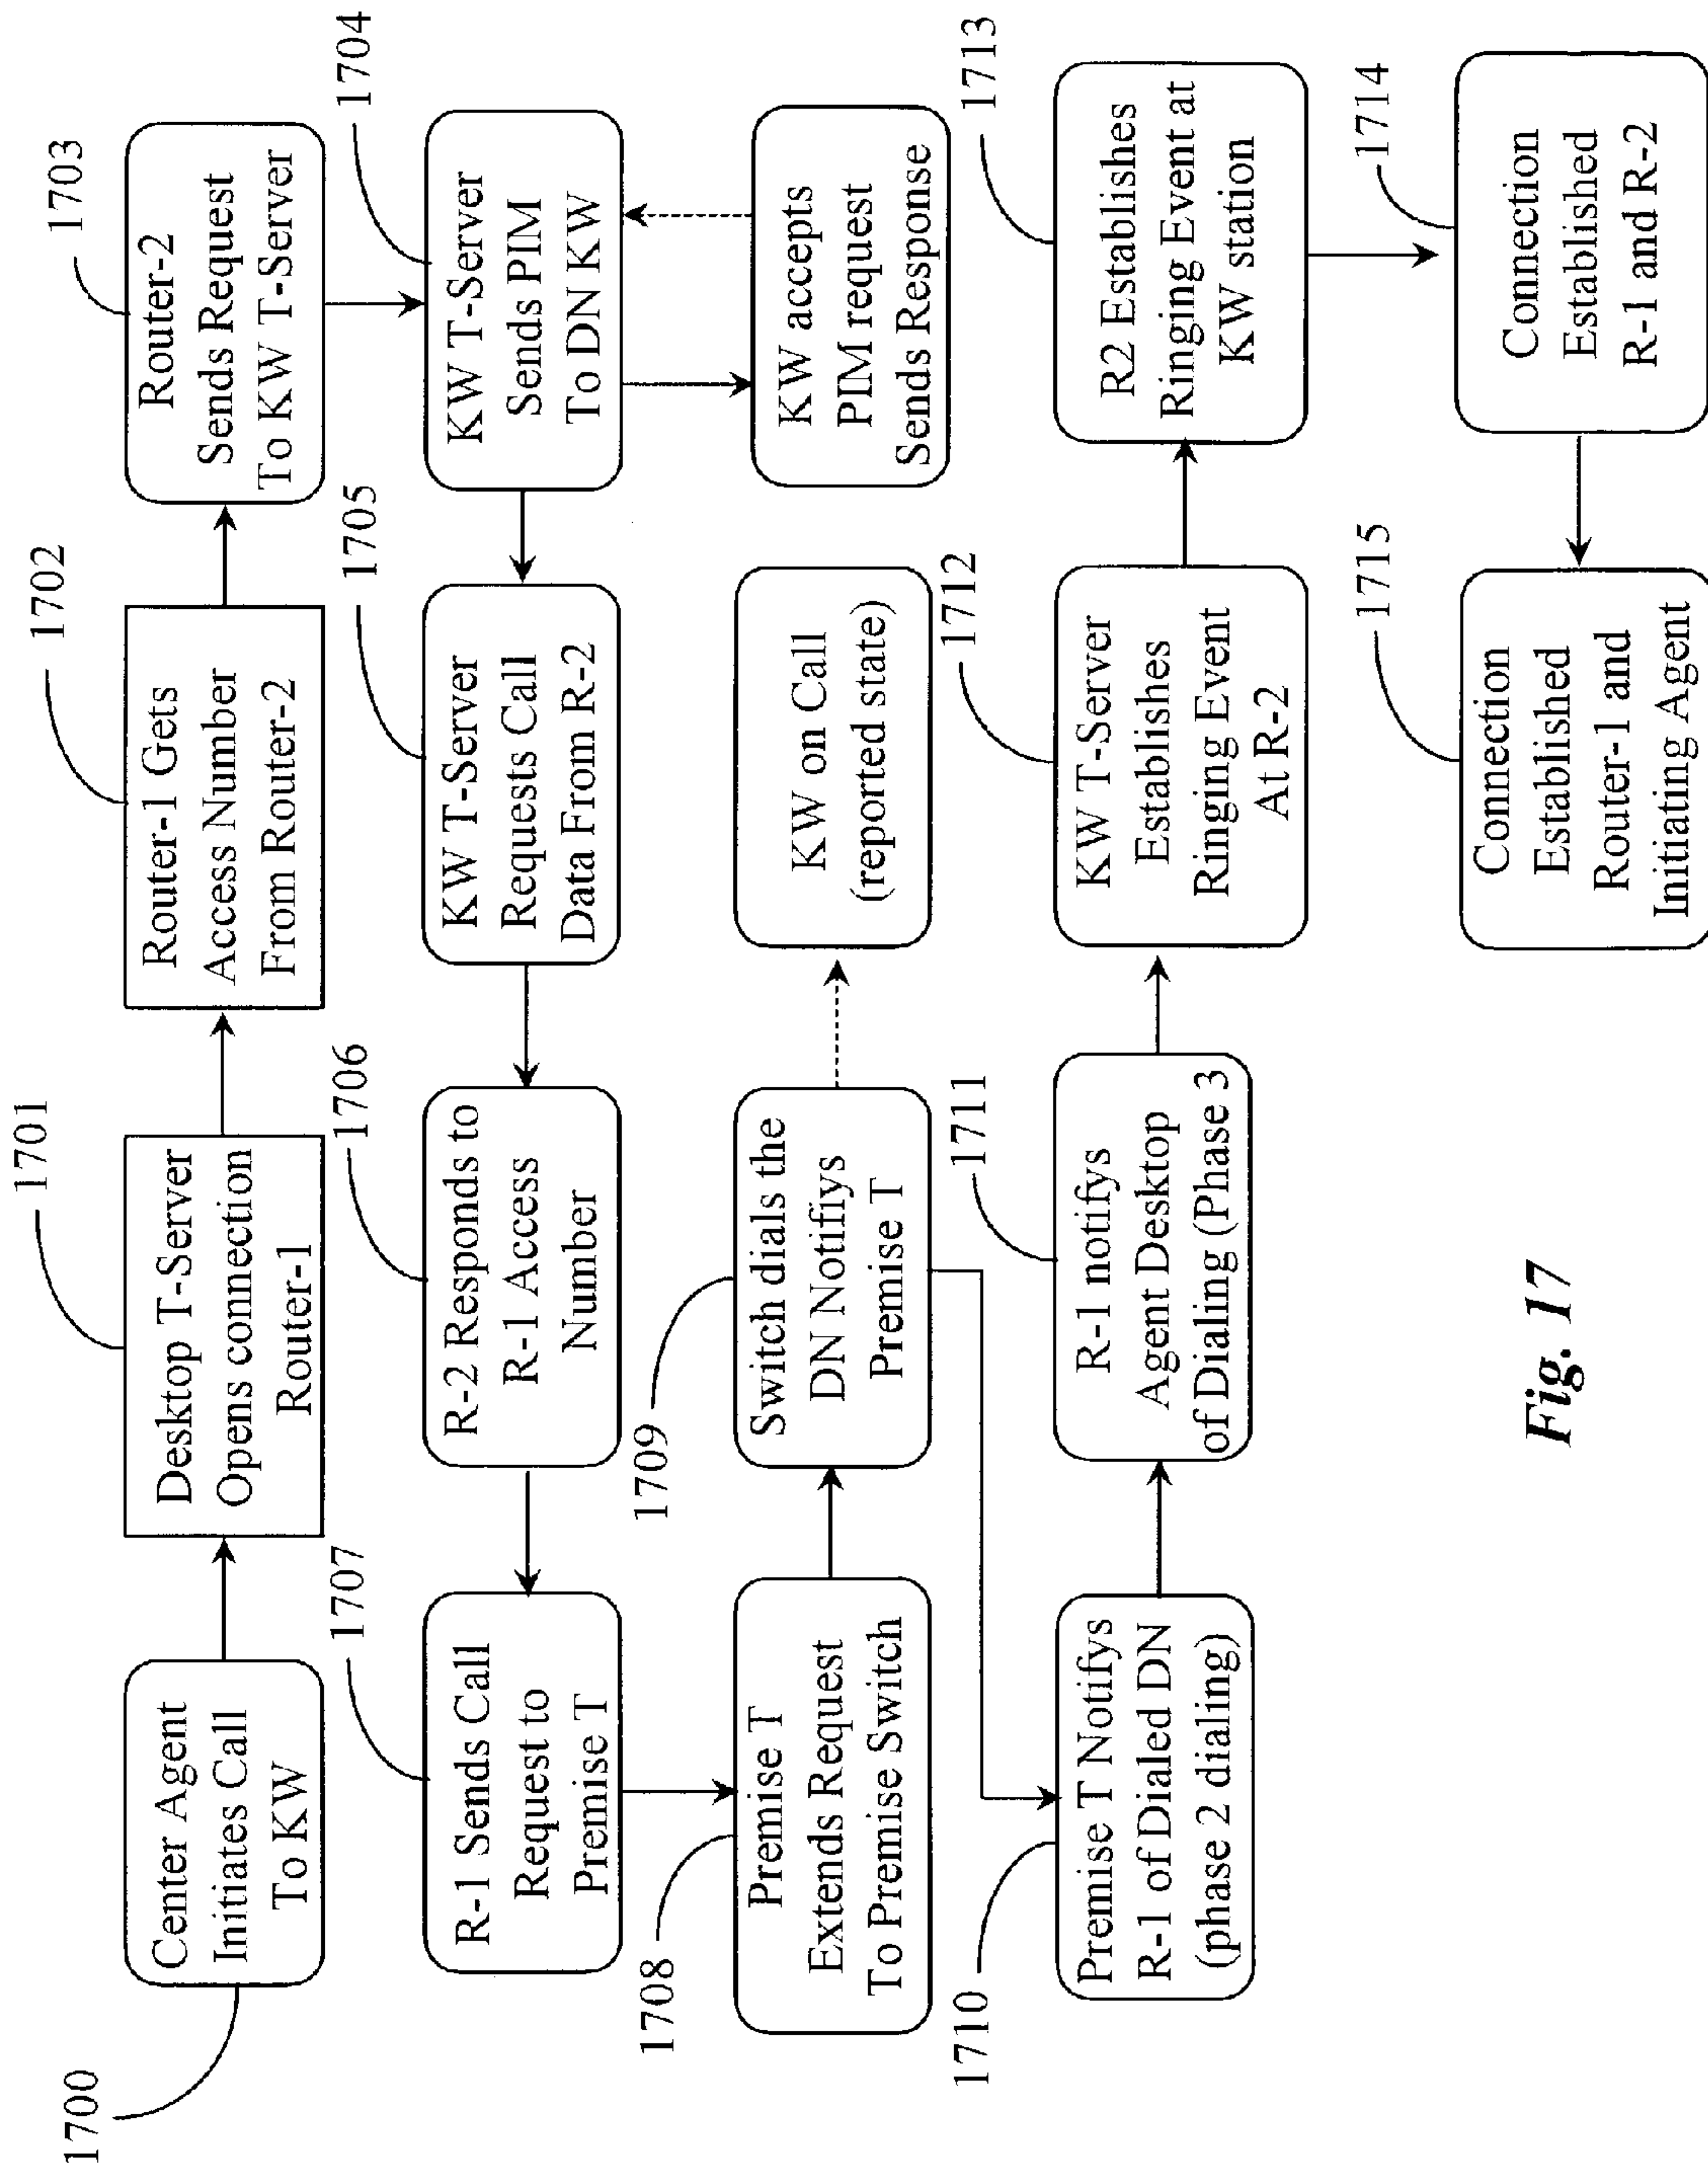 1700
Center Agent
Initiates Call
To KW
1701
Desktop T-Server
Opens connection
Router-1
1702
Router-1 Gets
Access Number
From Router-2
1703
Router-2
Sends Request
To KW T-Server
1704
KW T-Server
Sends PIM
To DN KW
KW accepts
PIM request
Sends Response
1705
KW T-Server
Requests Call
Data From R-2
1706
R-2 Responds to
R-1 Access
Number
1707
R-1 Sends Call
Request to
Premise T
1708
Premise T
Extends Request
To Premise Switch
1709
Switch dials the
DN Notifiys
Premise T
KW on Call
(reported state)
1710
Premise T Notifys
R-1 of Dialed DN
(phase 2 dialing)
1711
R-1 notifys
Agent Desktop
of Dialing (Phase 3
1712
KW T-Server
Establishes
Ringing Event
At R-2
1713
R2 Establishes
Ringing Event at
KW station
1714
Connection
Established
R-1 and R-2
1715
Connection
Established
Router-1 and
Initiating Agent
Fig. 17